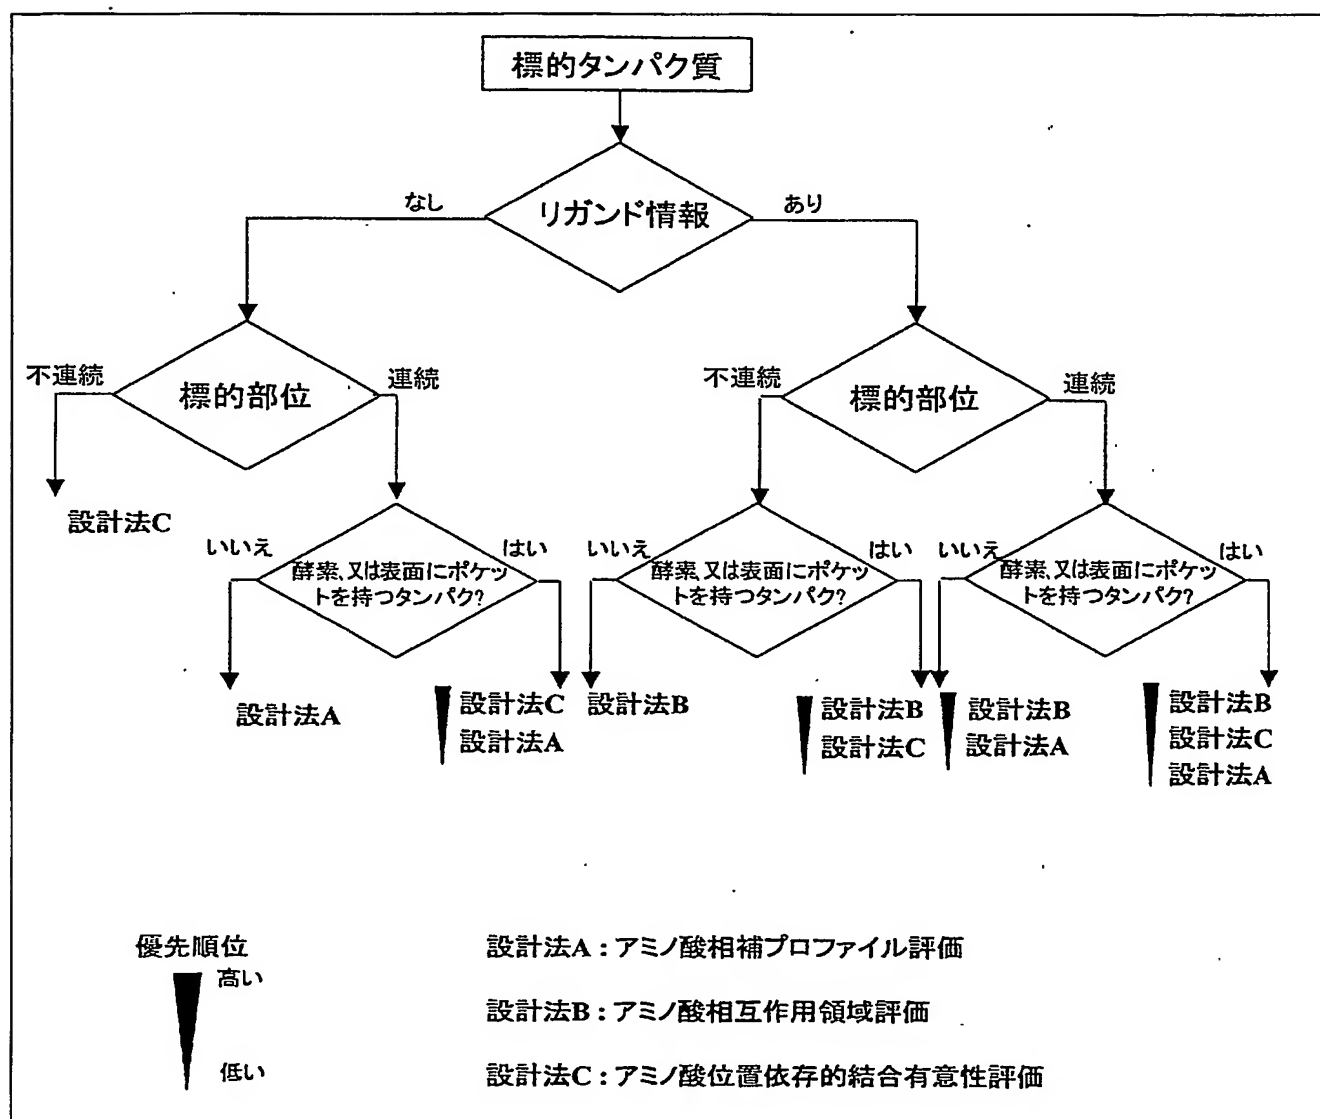 標的タンパク質
リガンド情報
なし
あり
標的部位
不連続
連続
標的部位
不連続
連続
設計法C
酵素、又は表面にポケッ
トを持つタンパク?
いいえ
はい
酵素、又は表面にポケッ
トを持つタンパク?
いいえ
はい
酵素、又は表面にポケッ
トを持つタンパク?
いいえ
はい
設計法A
設計法C
設計法A
設計法B
設計法B
設計法C
設計法B
設計法A
設計法B
設計法C
設計法A
優先順位
高い
低い
設計法A : アミノ酸相補プロファイル評価
設計法B : アミノ酸相互作用領域評価
設計法C : アミノ酸位置依存的結合有意性評価